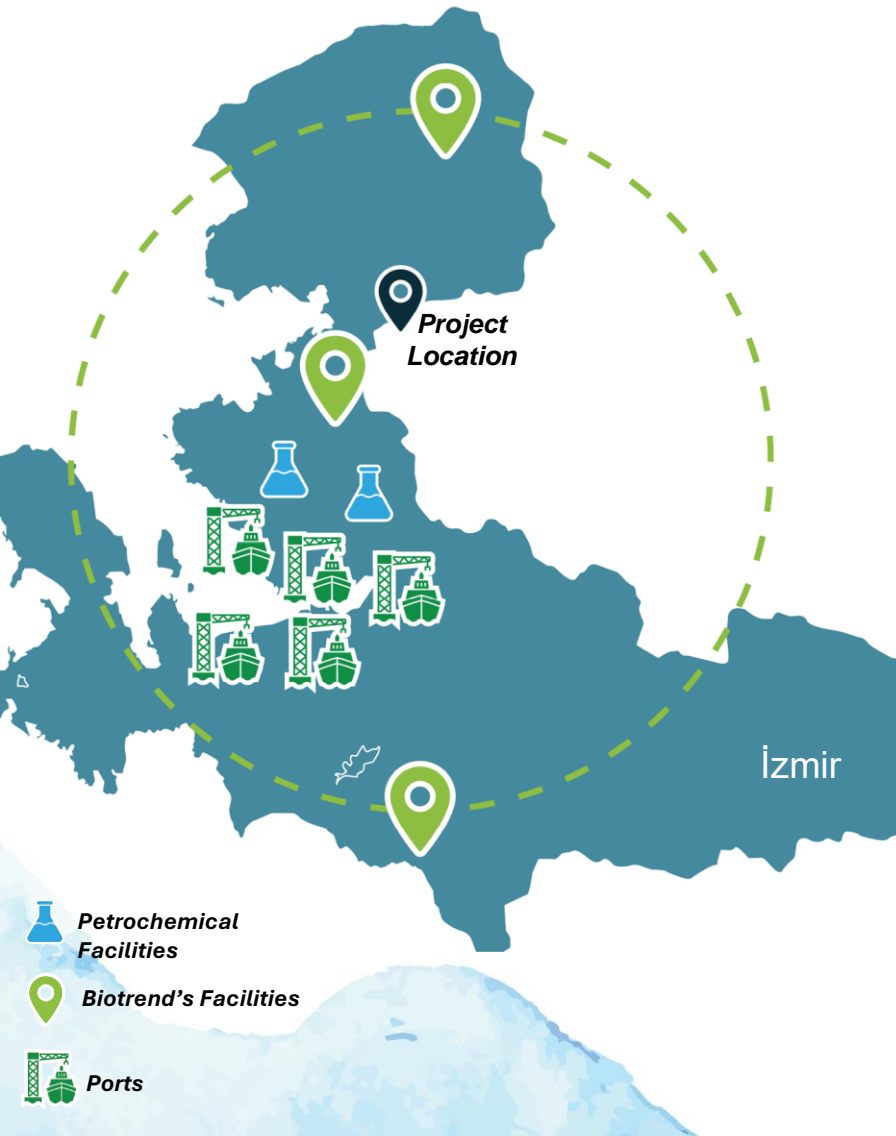 Project
Location
İzmir
Petrochemical
Facilities
Biotrend's Facilities
Ports